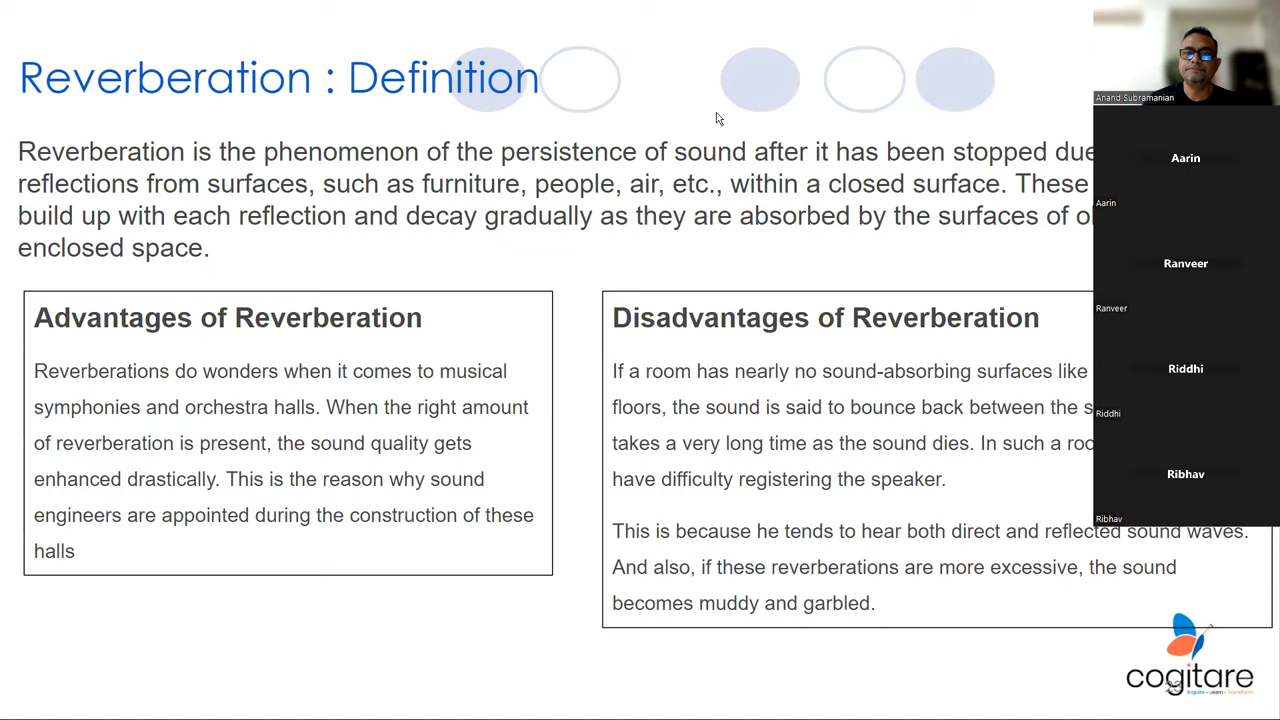 Reverberation : Definition
Reverberation is the phenomenon of the persistence of sound after it has been stopped due
reflections from surfaces, such as furniture, people, air, etc., within a closed surface. These
build up with each reflection and decay gradually as they are absorbed by the surfaces of
enclosed space.
Advantages of Reverberation
Reverberations do wonders when it comes to musical
symphonies and orchestra halls. When the right amount
of reverberation is present, the sound quality gets
enhanced drastically. This is the reason why sound
engineers are appointed during the construction of these
halls
Disadvantages of Reverberation
If a room has nearly no sound-absorbing surfaces like
floors, the sound is said to bounce back between the
takes a very long time as the sound dies. In such a
have difficulty registering the speaker.
This is because he tends to hear both direct and reflected sound waves.
And also, if these reverberations are more excessive, the sound
becomes muddy and garbled.
Anand Subramanian
Aarin
Aarin
Ranveer
Ranveer
Riddhi
Riddhi
Ribhav
Ribhav
cogitare
23